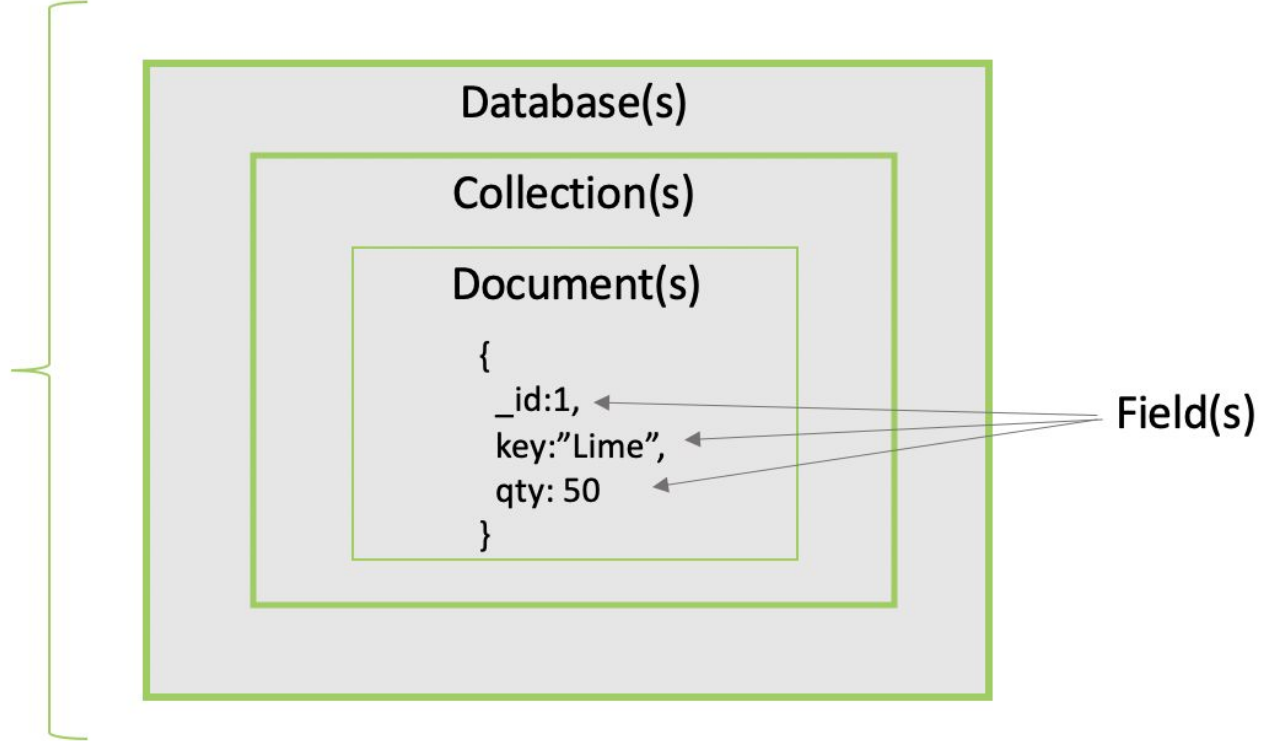 Database(s)
Collection(s)
Document(s)
{
_id:1,
key:”Lime”,
qty: 50
}
Field(s)